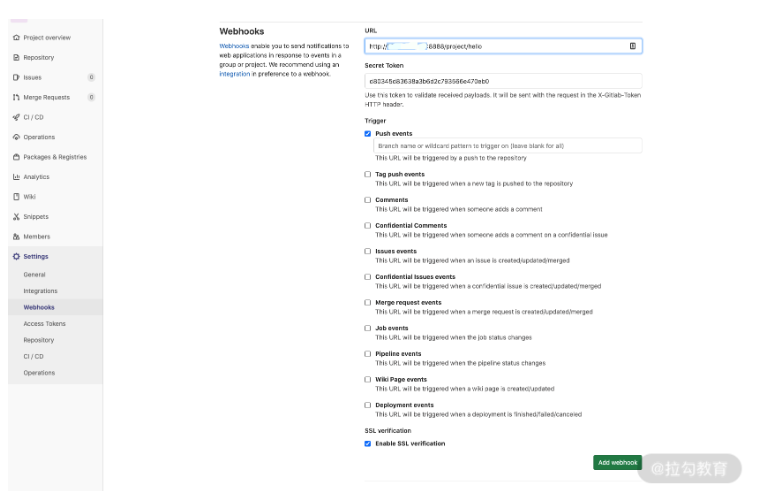 Project overview
Repository
Issues 0
Merge Requests 0
CI / CD
Operations
Packages & Registries
Analytics
Wiki
Snippets
Members
Settings
General
Integrations
Webhooks
Access Tokens
Repository
CI / CD
Operations
Webhooks
Webhooks enable you to send notifications to
web applications in response to events in a
group or project. We recommend using an
integration in preference to a webhook.
URL
http:// :8888/project/hello
Secret Token
d80345d83638a3b6d2c793566e470eb0
Use this token to validate received payloads. It will be sent with the request in the X-Gitlab-Token
HTTP header.
Trigger
Push events
Branch name or wildcard pattern to trigger on (leave blank for all)
This URL will be triggered by a push to the repository
Tag push events
This URL will be triggered when a new tag is pushed to the repository
Comments
This URL will be triggered when someone adds a comment
Confidential Comments
This URL will be triggered when someone adds a comment on a confidential issue
Issues events
This URL will be triggered when an issue is created/updated/merged
Confidential Issues events
This URL will be triggered when a confidential issue is created/updated/merged
Merge request events
This URL will be triggered when a merge request is created/updated/merged
Job events
This URL will be triggered when the job status changes
Pipeline events
This URL will be triggered when the pipeline status changes
Wiki Page events
This URL will be triggered when a wiki page is created/updated
Deployment events
This URL will be triggered when a deployment is finished/failed/canceled
SSL verification
Enable SSL verification
Add webhook
@拉勾教育